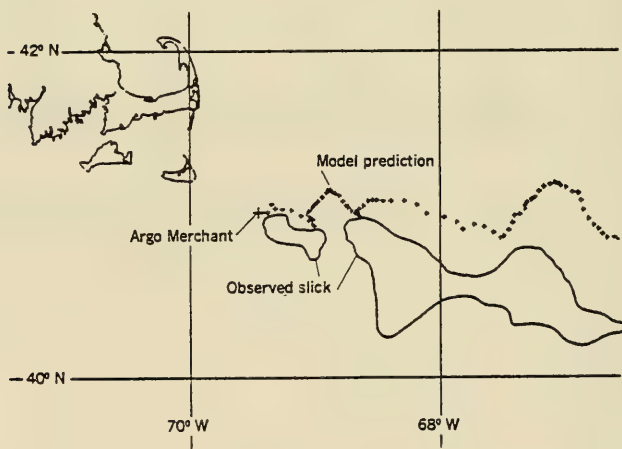 42° N
Model prediction
Argo Merchant
Observed slick
40° N
70° W
68° W